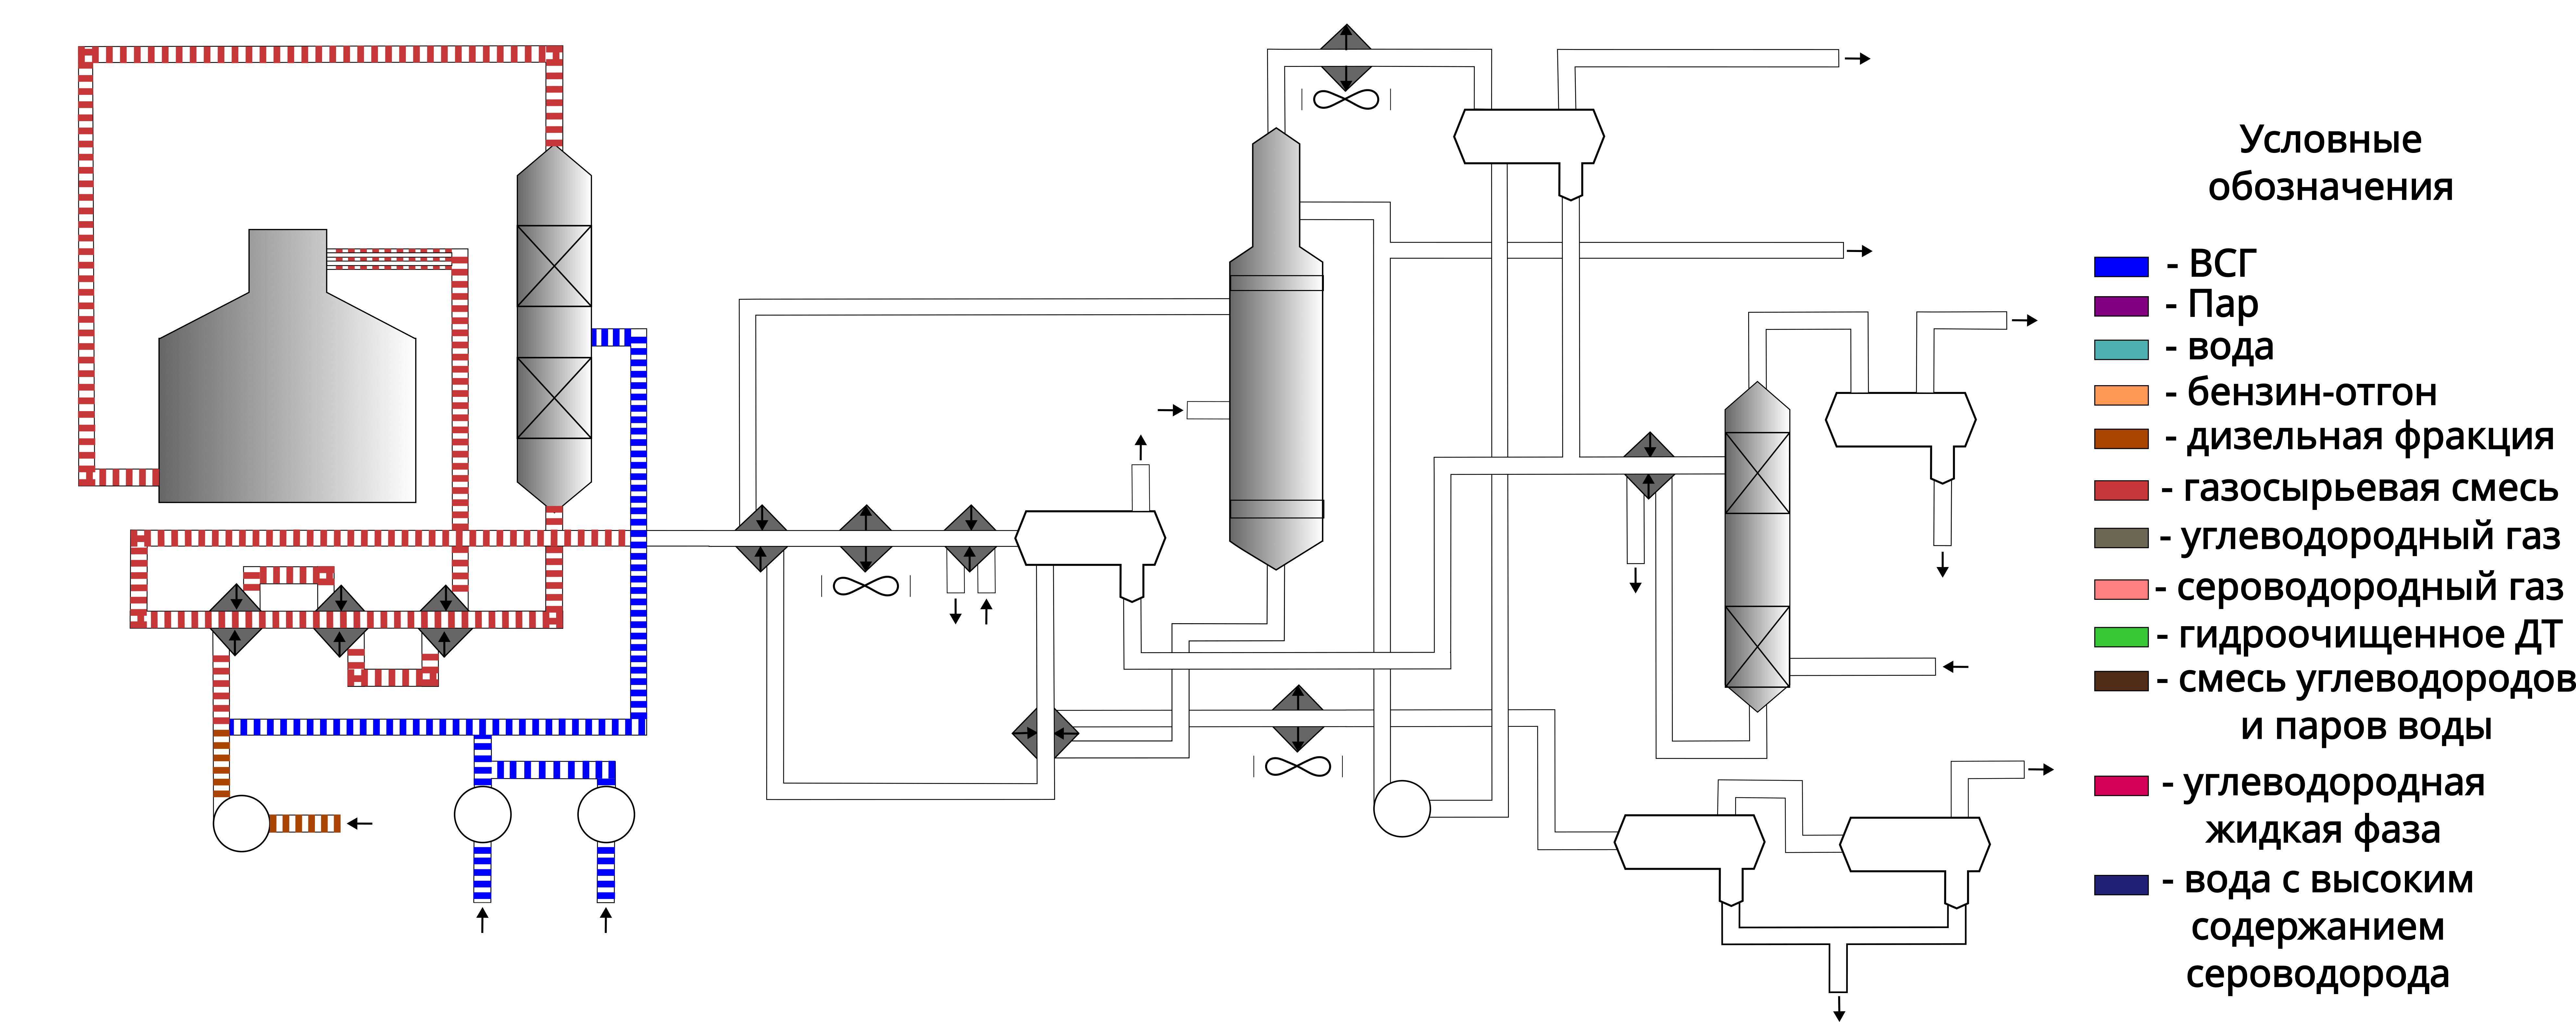 Условные
обозначения
- ВСГ
- Пар
- вода
- бензин-отгон
- дизельная фракция
- газосырьевая смесь
- углеводородный газ
- сероводородный газ
- гидроочищенное ДТ
- смесь углеводородов
и паров воды
- углеводородная
жидкая фаза
- вода с высоким
содержанием
сероводорода